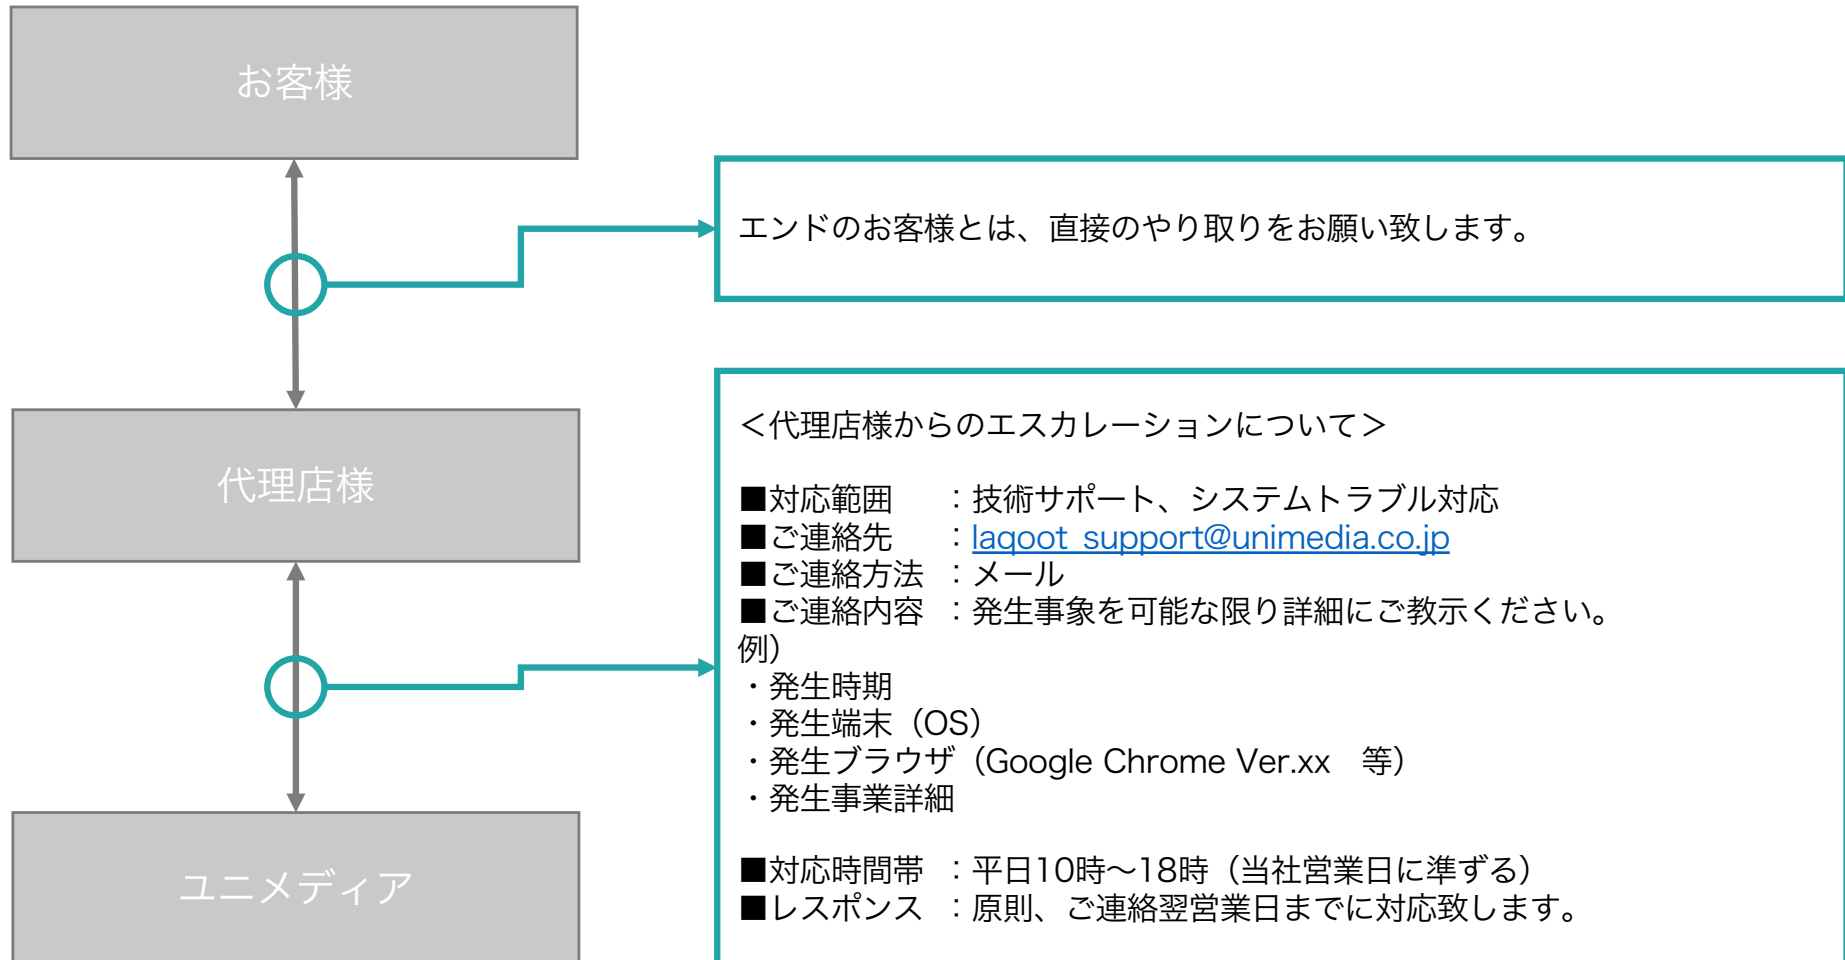 お客様
エンドのお客様とは、直接のやり取りをお願い致します。
代理店様
＜代理店様からのエスカレーションについて＞
■対応範囲　：技術サポート、システムトラブル対応
■ご連絡先　：laqoot_support@unimedia.co.jp
■ご連絡方法　：メール
■ご連絡内容　：発生事象を可能な限り詳細にご教示ください。
例）
・発生時期
・発生端末（OS）
・発生ブラウザ（Google Chrome Ver.xx　等）
・発生事業詳細
■対応時間帯　：平日10時～18時（当社営業日に準ずる）
■レスポンス　：原則、ご連絡翌営業日までに対応致します。
ユニメディア